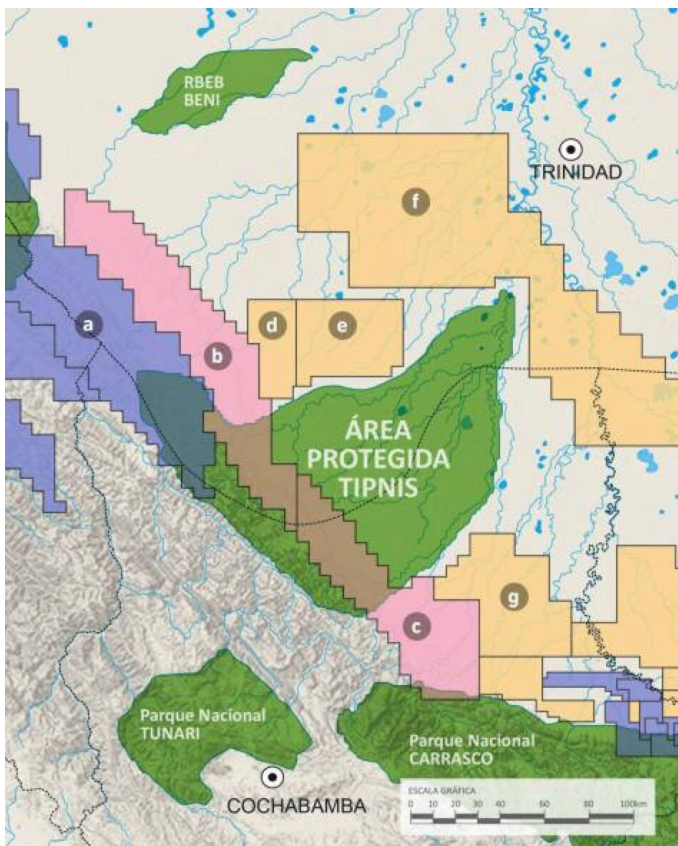 RBEB
BENI
TRINIDAD
f
a
d
e
b
ÁREA
PROTEGIDA
TIPNIS
g
c
Parque Nacional
TUNARI
Parque Nacional
CARRASCO
COCHABAMBA
ESCALA GRÁFICA
0 10 20 30 40 60 80 100km